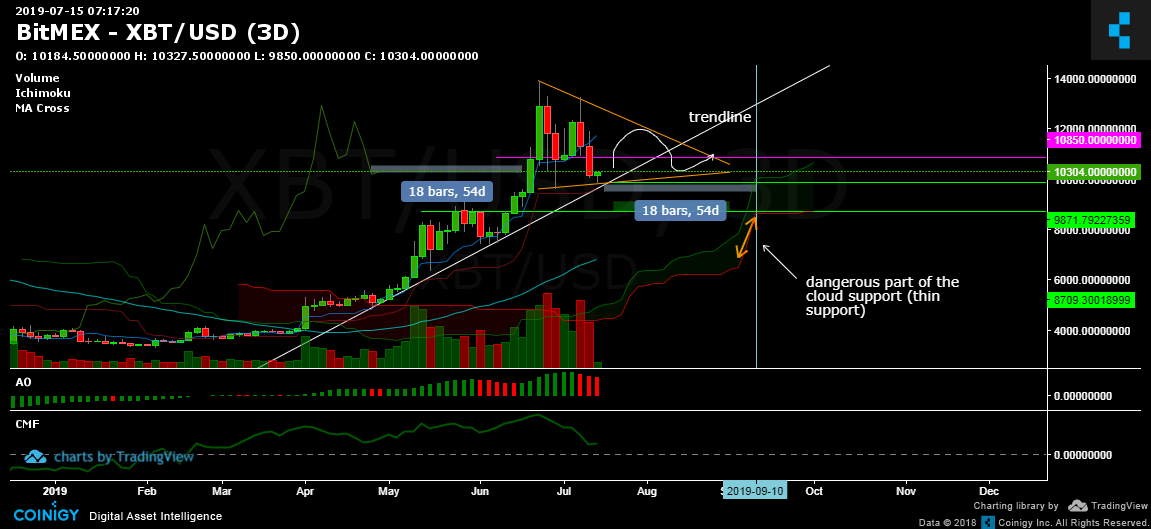 2019-07-15 07:17:20
BitMEX - XBT/USD (3D)
O: 10184.50000000 H: 10327.50000000 L: 9850.00000000 C: 10304.00000000
Volume
Ichimoku
MA Cross
14000.00000000
trendline
12000.00000000
10850.00000000
XBT/USD, 3D
10304.00000000
10000.00000000
18 bars, 54d
18 bars, 54d
9871.79227359
8000.00000000
XBT/USD
dangerous part of the
cloud support (thin
support)
6000.00000000
8709.30018999
4000.00000000
AO
0.00000000
CMF
charts by TradingView
0.00000000
2019 Feb Mar Apr May Jun Jul Aug 2019-09-10 Oct Nov Dec
Charting library by TradingView
COINIGY Digital Asset Intelligence
Data © 2018 Coinigy Inc. All Rights Reserved.